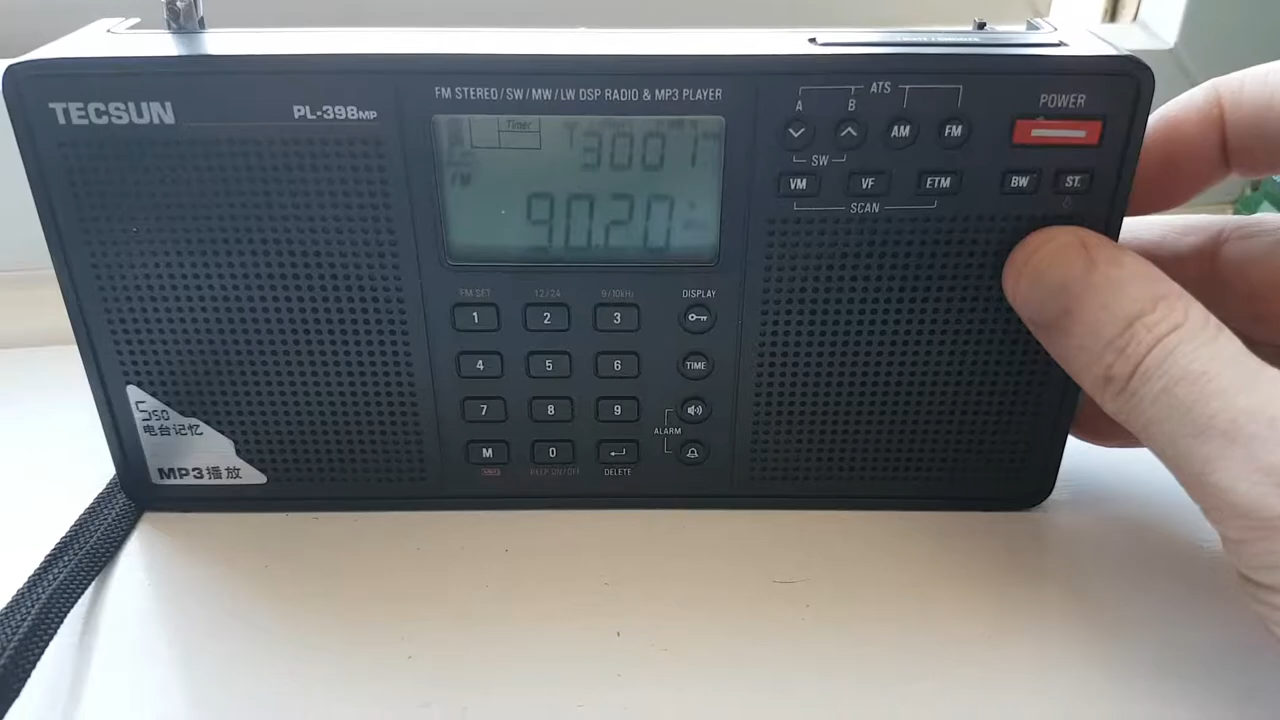 TECSUN
PL-398MP
FM STEREO/SW/MW/LW DSP RADIO & MP3 PLAYER
Timer
FM
90.20
ATS
A B
AM FM
SW
POWER
VM VF ETM
SCAN
BW ST.
FM SET 12/24 9/10kHz DISPLAY
1 2 3
4 5 6 TIME
7 8 9
ALARM
M 0
BEEP ON/OFF DELETE
550
电台记忆
MP3播放